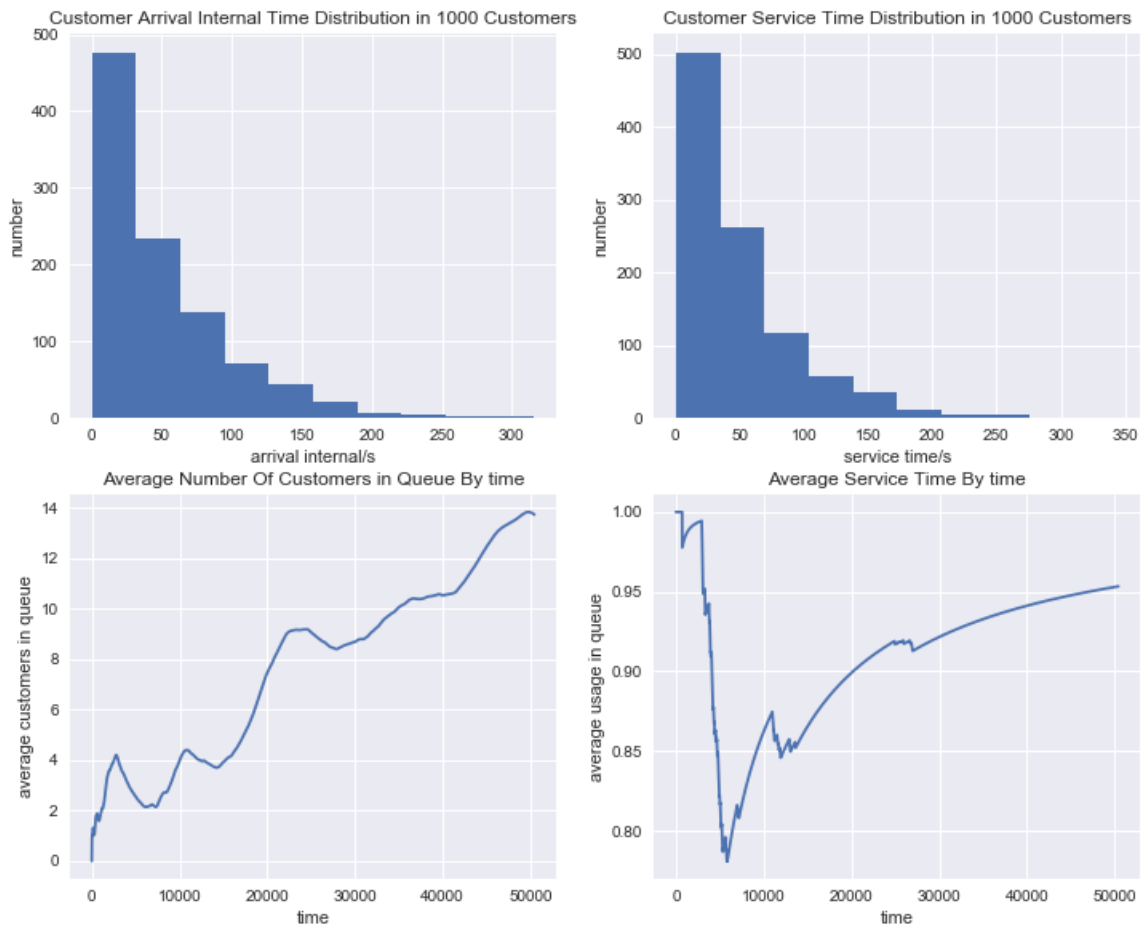 Customer Arrival Internal Time Distribution in 1000 Customers
500
400
300
200
100
0
number
0 50 100 150 200 250 300
arrival internal/s
Customer Service Time Distribution in 1000 Customers
500
400
300
200
100
0
number
0 50 100 150 200 250 300 350
service time/s
Average Number Of Customers in Queue By time
14
12
10
8
6
4
2
0
average customers in queue
0 10000 20000 30000 40000 50000
time
Average Service Time By time
1.00
0.95
0.90
0.85
0.80
average usage in queue
0 10000 20000 30000 40000 50000
time